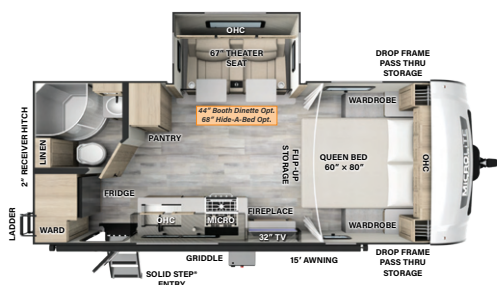 OHC
67" THEATER
SEAT
DROP FRAME
PASS THRU
STORAGE
44" Booth Dinette Opt.
68" Hide-A-Bed Opt.
WARDROBE
2" RECEIVER HITCH
LINEN
PANTRY
FLIP-UP
STORAGE
QUEEN BED
60" × 80"
OHC
MICROLITE
FRIDGE
LADDER
WARD
OHC
MICRO
FIREPLACE
WARDROBE
32" TV
GRIDDLE
15' AWNING
DROP FRAME
PASS THRU
STORAGE
SOLID STEP*
ENTRY